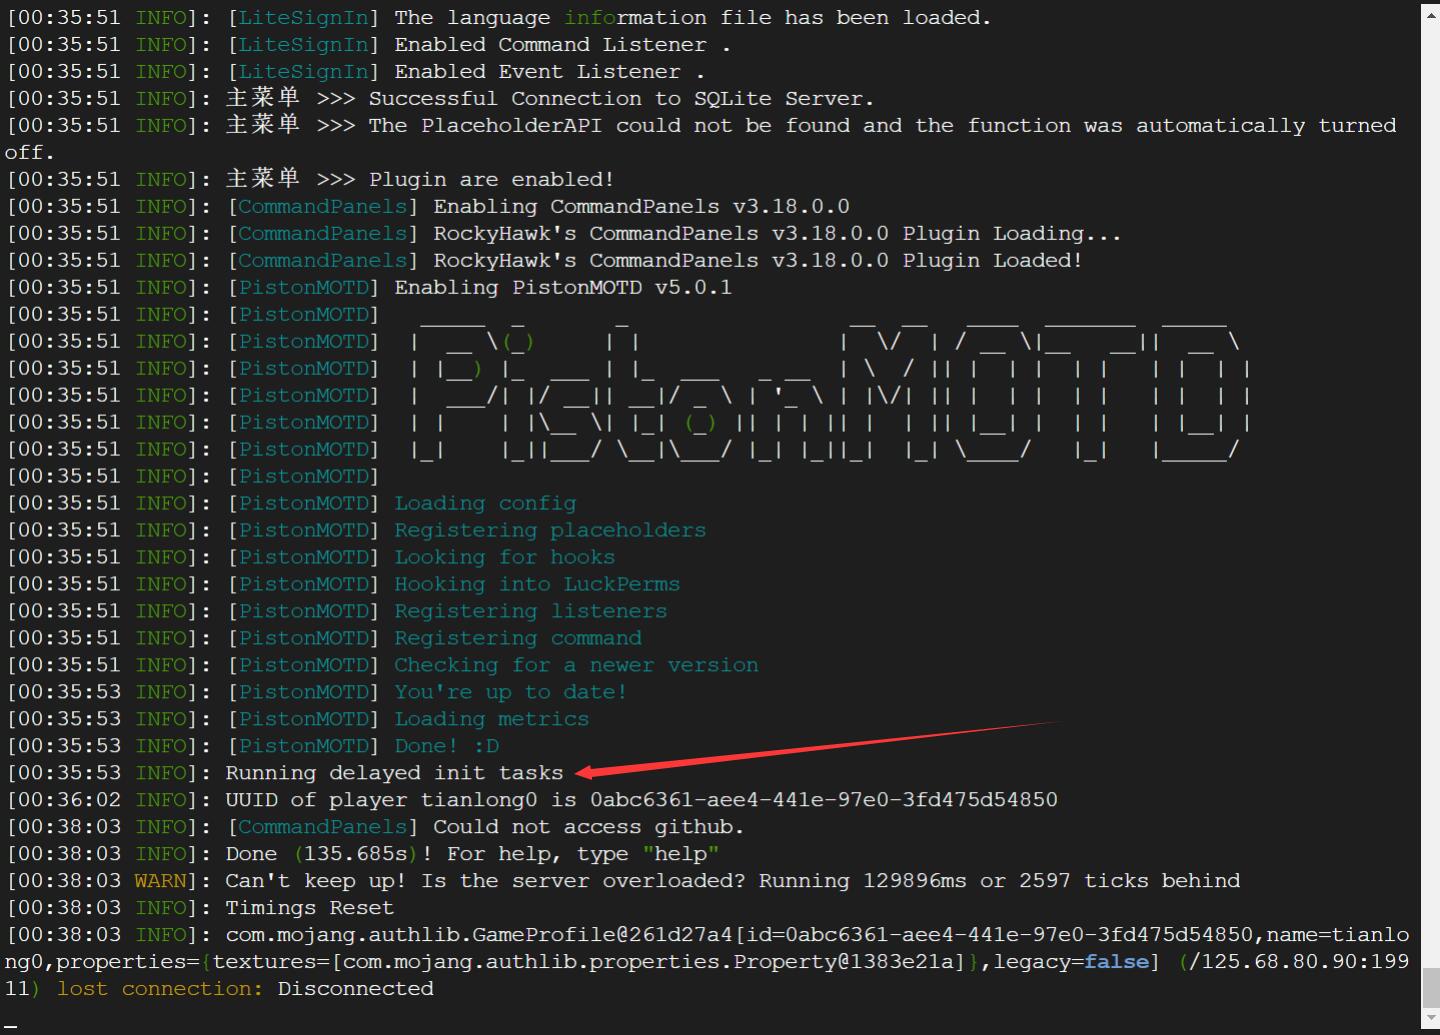 [00:35:51 INFO]: [LiteSignIn] The language information file has been loaded.
[00:35:51 INFO]: [LiteSignIn] Enabled Command Listener .
[00:35:51 INFO]: [LiteSignIn] Enabled Event Listener .
[00:35:51 INFO]: 主菜单 >>> Successful Connection to SQLite Server.
[00:35:51 INFO]: 主菜单 >>> The PlaceholderAPI could not be found and the function was automatically turned
off.
[00:35:51 INFO]: 主菜单 >>> Plugin are enabled!
[00:35:51 INFO]: [CommandPanels] Enabling CommandPanels v3.18.0.0
[00:35:51 INFO]: [CommandPanels] RockyHawk's CommandPanels v3.18.0.0 Plugin Loading...
[00:35:51 INFO]: [CommandPanels] RockyHawk's CommandPanels v3.18.0.0 Plugin Loaded!
[00:35:51 INFO]: [PistonMOTD] Enabling PistonMOTD v5.0.1
[00:35:51 INFO]: [PistonMOTD]
[00:35:51 INFO]: [PistonMOTD]
[00:35:51 INFO]: [PistonMOTD]
[00:35:51 INFO]: [PistonMOTD] PistonMOTD
[00:35:51 INFO]: [PistonMOTD]
[00:35:51 INFO]: [PistonMOTD]
[00:35:51 INFO]: [PistonMOTD]
[00:35:51 INFO]: [PistonMOTD] Loading config
[00:35:51 INFO]: [PistonMOTD] Registering placeholders
[00:35:51 INFO]: [PistonMOTD] Looking for hooks
[00:35:51 INFO]: [PistonMOTD] Hooking into LuckPerms
[00:35:51 INFO]: [PistonMOTD] Registering listeners
[00:35:51 INFO]: [PistonMOTD] Registering command
[00:35:51 INFO]: [PistonMOTD] Checking for a newer version
[00:35:53 INFO]: [PistonMOTD] You're up to date!
[00:35:53 INFO]: [PistonMOTD] Loading metrics
[00:35:53 INFO]: [PistonMOTD] Done! :D
[00:35:53 INFO]: Running delayed init tasks
[00:36:02 INFO]: UUID of player tianlong0 is 0abc6361-aee4-441e-97e0-3fd475d54850
[00:38:03 INFO]: [CommandPanels] Could not access github.
[00:38:03 INFO]: Done (135.685s)! For help, type "help"
[00:38:03 WARN]: Can't keep up! Is the server overloaded? Running 129896ms or 2597 ticks behind
[00:38:03 INFO]: Timings Reset
[00:38:03 INFO]: com.mojang.authlib.GameProfile@261d27a4[id=0abc6361-aee4-441e-97e0-3fd475d54850,name=tianlo
ng0,properties={textures=[com.mojang.authlib.properties.Property@1383e21a]},legacy=false] (/125.68.80.90:199
11) lost connection: Disconnected